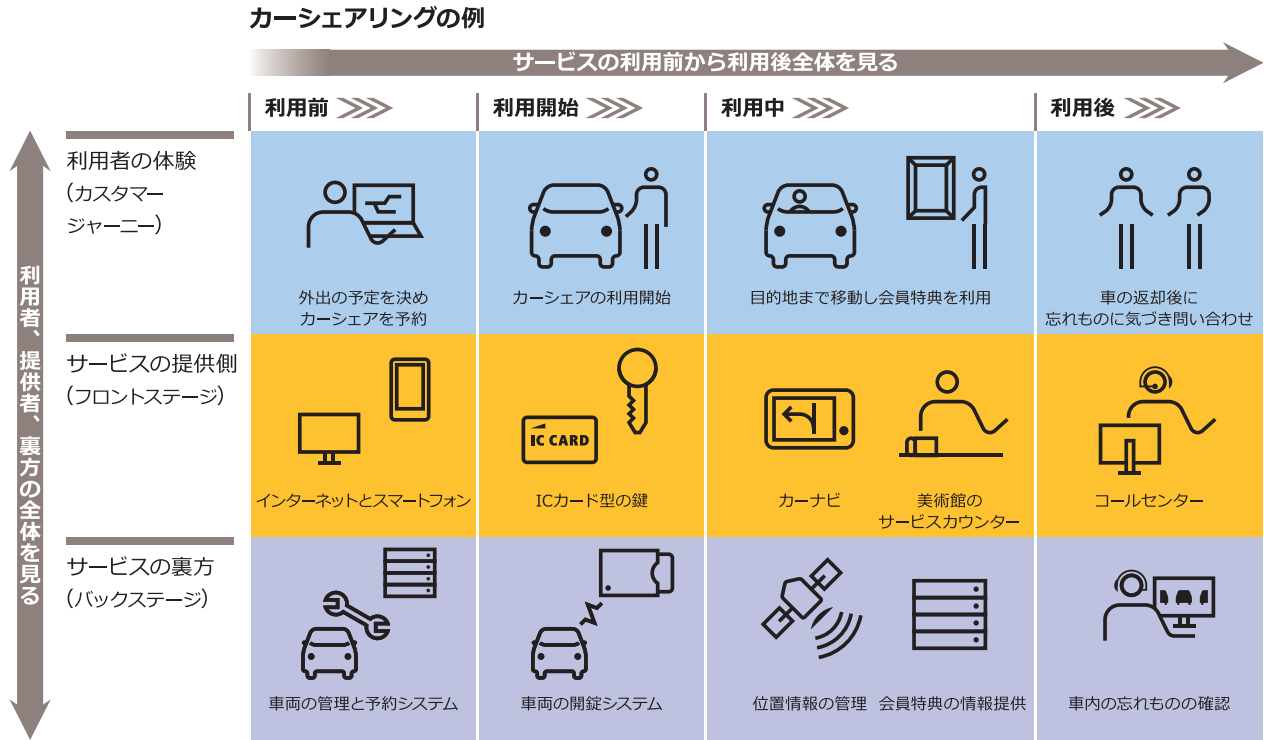 カーシェアリングの例
サービスの利用前から利用後全体を見る
利用前
利用開始
利用中
利用後
利用者、提供者、裏方の全体を見る
利用者の体験
(カスタマー
ジャーニー)
外出の予定を決め
カーシェアを予約
カーシェアの利用開始
目的地まで移動し会員特典を利用
車の返却後に
忘れものに気づき問い合わせ
サービスの提供側
(フロントステージ)
インターネットとスマートフォン
IC CARD
ICカード型の鍵
カーナビ
美術館の
サービスカウンター
コールセンター
サービスの裏方
(バックステージ)
車両の管理と予約システム
車両の開錠システム
位置情報の管理
会員特典の情報提供
車内の忘れものの確認